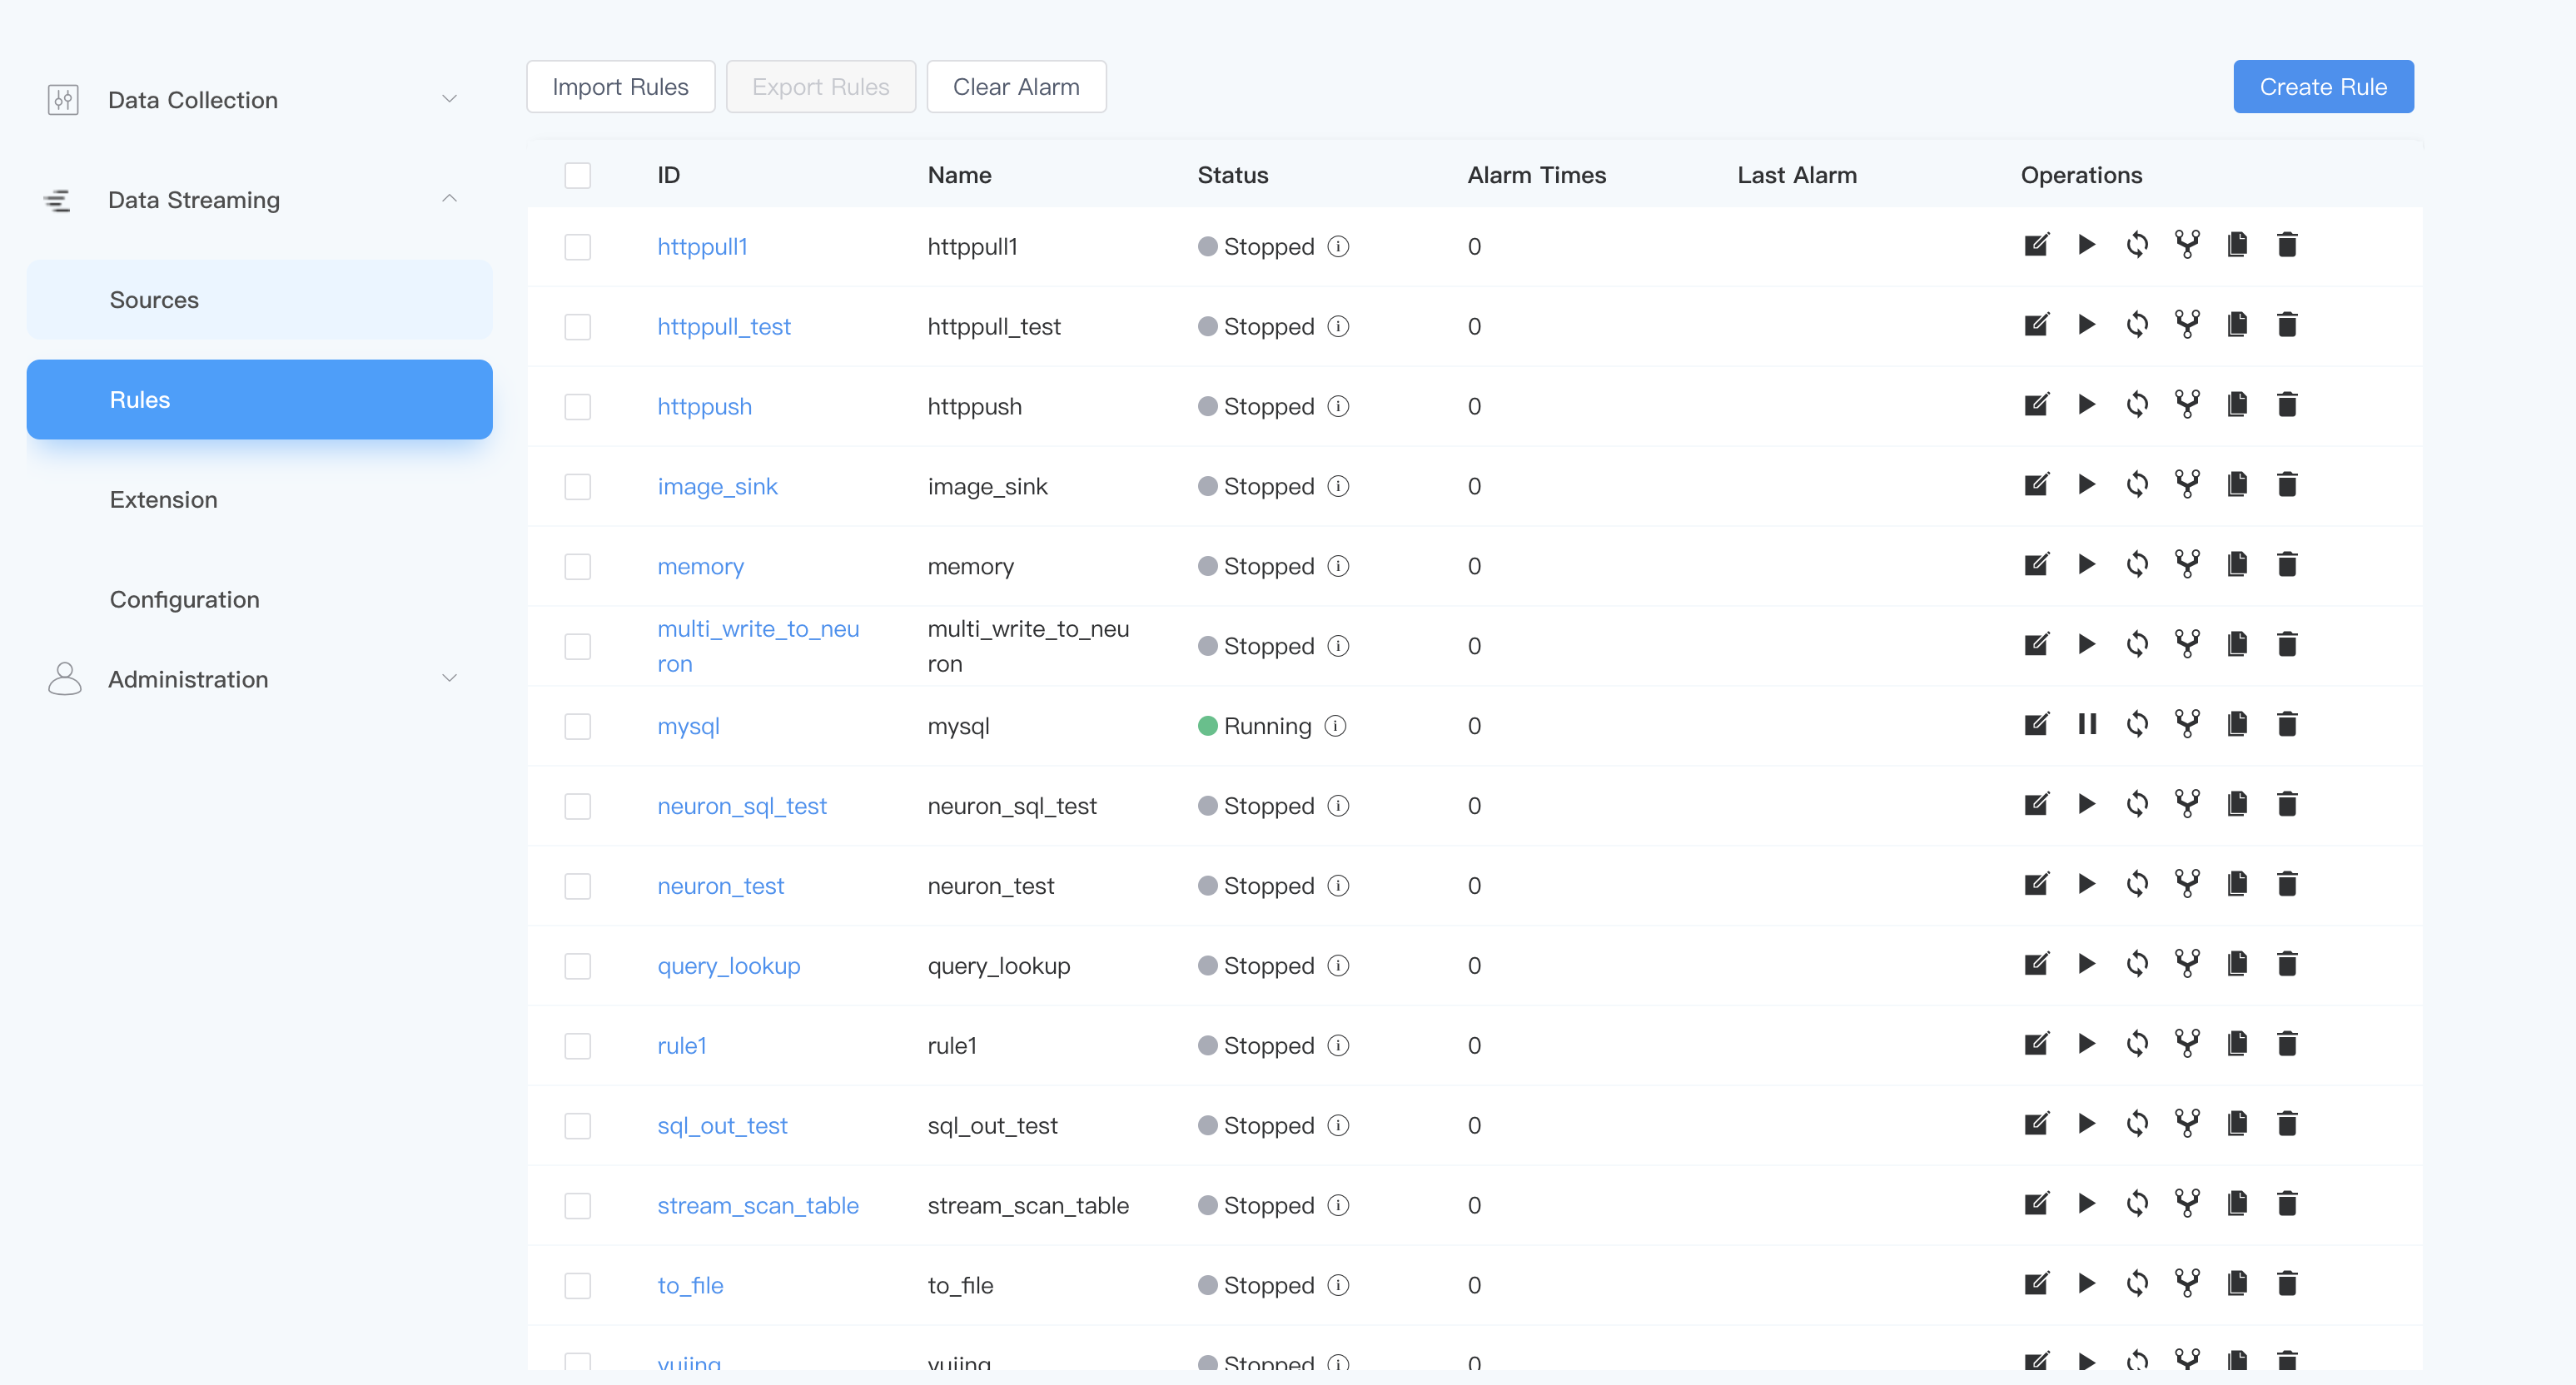 Data Collection
Data Streaming
Sources
Rules
Extension
Configuration
Administration
Import Rules Export Rules Clear Alarm Create Rule
ID Name Status Alarm Times Last Alarm Operations
httppull1 httppull1 Stopped 0
httppull_test httppull_test Stopped 0
httppush httppush Stopped 0
image_sink image_sink Stopped 0
memory memory Stopped 0
multi_write_to_neu multi_write_to_neu
ron ron Stopped 0
mysql mysql Running 0
neuron_sql_test neuron_sql_test Stopped 0
neuron_test neuron_test Stopped 0
query_lookup query_lookup Stopped 0
rule1 rule1 Stopped 0
sql_out_test sql_out_test Stopped 0
stream_scan_table stream_scan_table Stopped 0
to_file to_file Stopped 0
Stopped 0